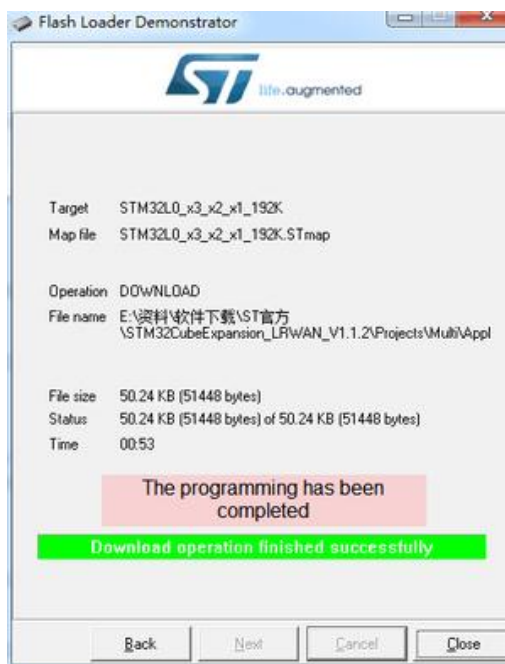 Flash Loader Demonstrator
ST
life.augmented
Target STM32L0_x3_x2_x1_192K
Map file STM32L0_x3_x2_x1_192K.STmap
Operation DOWNLOAD
File name E:\资料\软件下载\ST官方
\STM32CubeExpansion_LRWAN_V1.1.2\Projects\Multi\Appl
File size 50.24 KB (51448 bytes)
Status 50.24 KB (51448 bytes) of 50.24 KB (51448 bytes)
Time 00:53
The programming has been
completed
Download operation finished successfully
Back Next Cancel Close